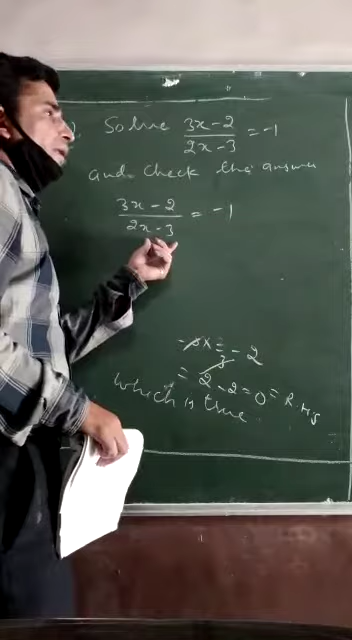 Solve (3x-2)/(2x-3) = -1
and check the answer
(3x-2)/(2x-3) = -1
= 2-2 = 0 = R.H.S
which is true